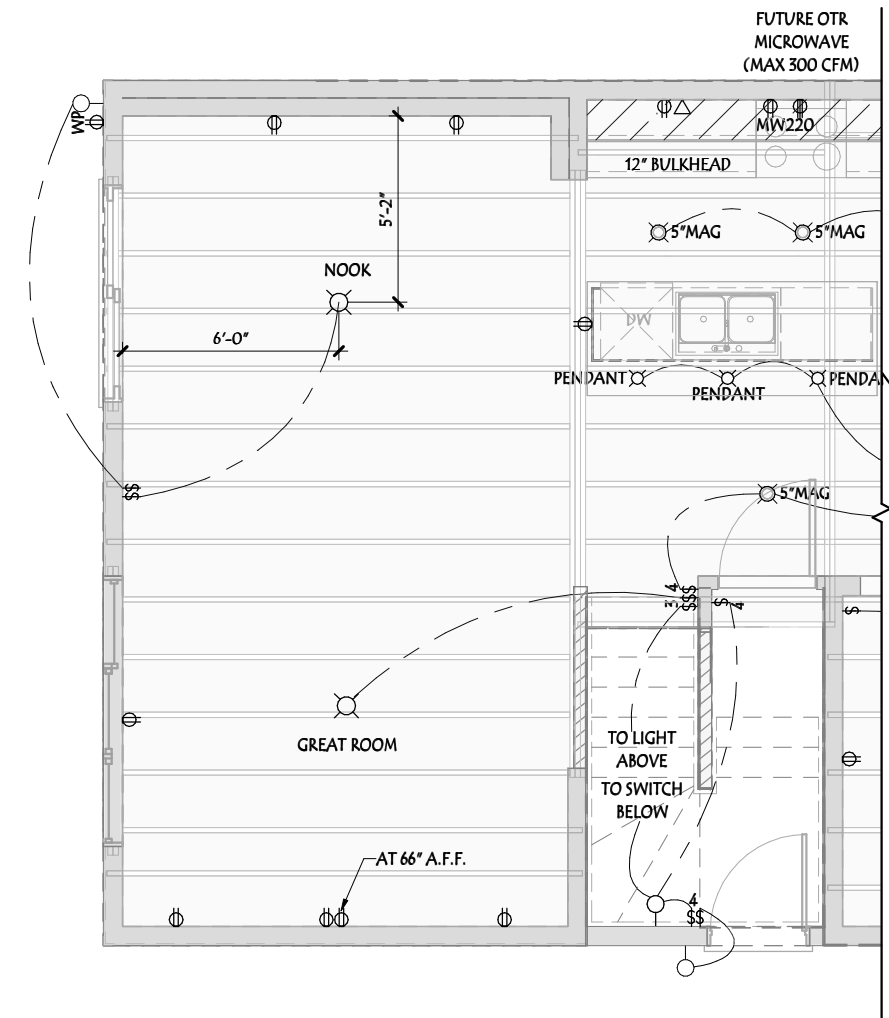 FUTURE OTR
MICROWAVE
(MAX 300 CFM)
WP
MW220
12" BULKHEAD
5'-2"
5"MAG
5"MAG
NOOK
DW
6'-0"
PENDANT
PENDANT
PENDAN
$$
5"MAG
4
3 $$$
$
4
$
TO LIGHT
ABOVE
GREAT ROOM
TO SWITCH
BELOW
AT 66" A.F.F.
4
$$